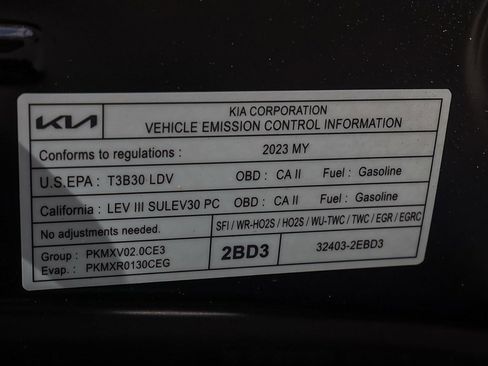 KIA
KIA CORPORATION
VEHICLE EMISSION CONTROL INFORMATION
Conforms to regulations : 2023 MY
U.S.EPA : T3B30 LDV OBD : CA II Fuel : Gasoline
California : LEV III SULEV30 PC OBD : CA II Fuel : Gasoline
No adjustments needed.
SFI / WR-HO2S / HO2S / WU-TWC / TWC / EGR / EGRC
Group : PKMXV02.0CE3
Evap. : PKMXR0130CEG
2BD3
32403-2EBD3